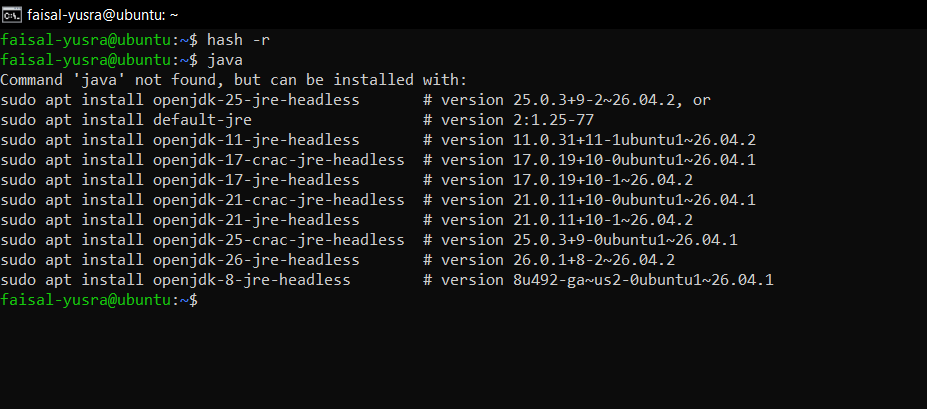 faisal-yusra@ubuntu: ~
faisal-yusra@ubuntu:~$ hash -r
faisal-yusra@ubuntu:~$ java
Command 'java' not found, but can be installed with:
sudo apt install openjdk-25-jre-headless       # version 25.0.3+9-2~26.04.2, or
sudo apt install default-jre                   # version 2:1.25-77
sudo apt install openjdk-11-jre-headless       # version 11.0.31+11-1ubuntu1~26.04.2
sudo apt install openjdk-17-crac-jre-headless  # version 17.0.19+10-0ubuntu1~26.04.1
sudo apt install openjdk-17-jre-headless       # version 17.0.19+10-1~26.04.2
sudo apt install openjdk-21-crac-jre-headless  # version 21.0.11+10-0ubuntu1~26.04.1
sudo apt install openjdk-21-jre-headless       # version 21.0.11+10-1~26.04.2
sudo apt install openjdk-25-crac-jre-headless  # version 25.0.3+9-0ubuntu1~26.04.1
sudo apt install openjdk-26-jre-headless       # version 26.0.1+8-2~26.04.2
sudo apt install openjdk-8-jre-headless        # version 8u492-ga~us2-0ubuntu1~26.04.1
faisal-yusra@ubuntu:~$